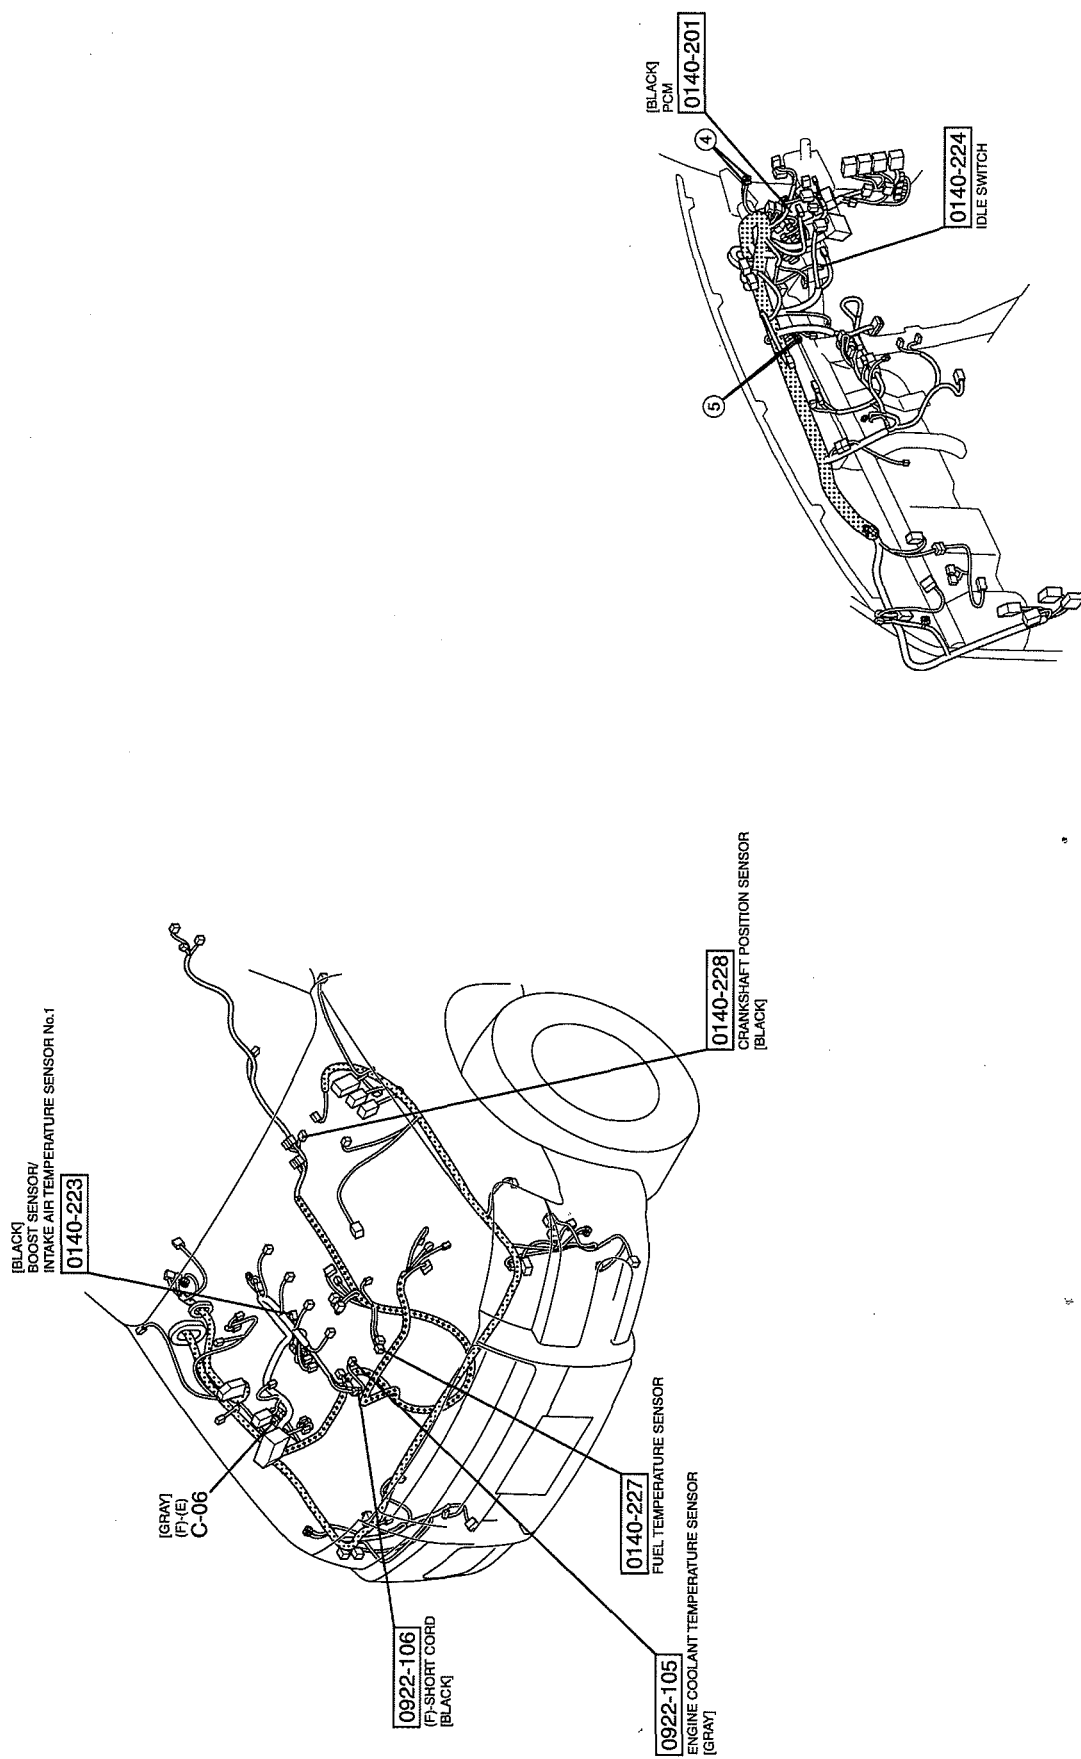 [BLACK]
BOOST SENSOR/
INTAKE AIR TEMPERATURE SENSOR No.1
0140-223
[GRAY]
(F)-(E)
C-06
0922-106
(F)-SHORT CORD
[BLACK]
0922-105
ENGINE COOLANT TEMPERATURE SENSOR
[GRAY]
0140-227
FUEL TEMPERATURE SENSOR
0140-228
CRANKSHAFT POSITION SENSOR
[BLACK]
[BLACK]
PCM
0140-201
4
5
0140-224
IDLE SWITCH